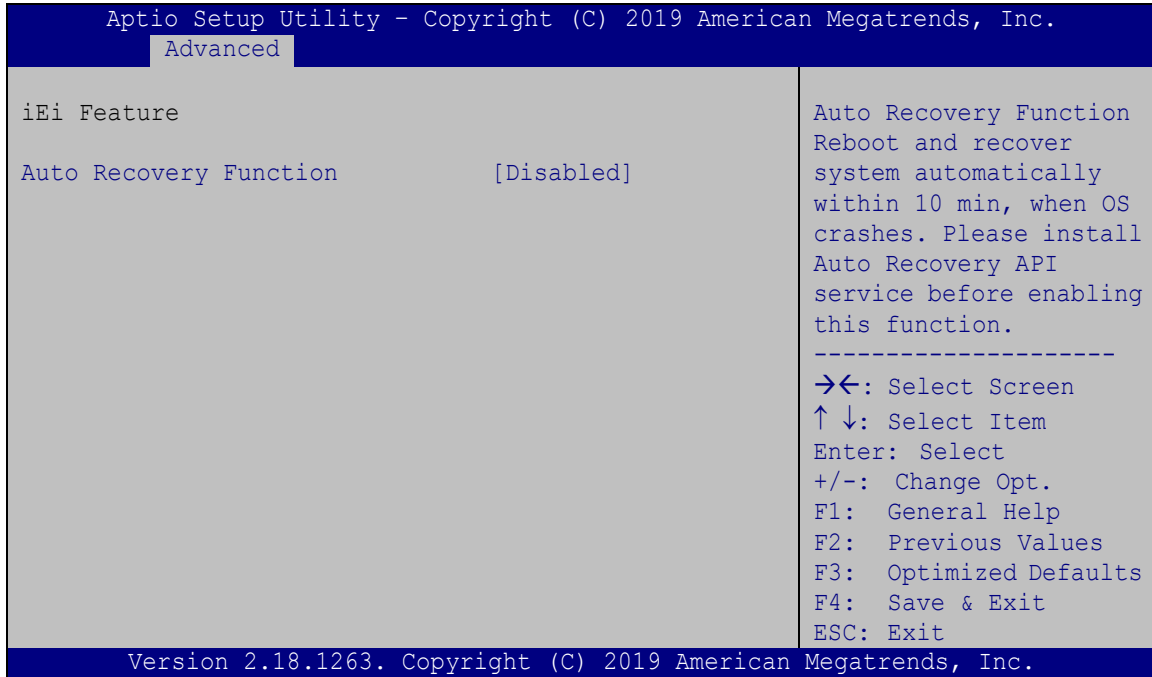 Aptio Setup Utility – Copyright (C) 2019 American Megatrends, Inc.
Advanced
iEi Feature
Auto Recovery Function [Disabled]
Auto Recovery Function
Reboot and recover
system automatically
within 10 min, when OS
crashes. Please install
Auto Recovery API
service before enabling
this function.
---------------------
→←: Select Screen
↑ ↓: Select Item
Enter: Select
+/-: Change Opt.
F1: General Help
F2: Previous Values
F3: Optimized Defaults
F4: Save & Exit
ESC: Exit
Version 2.18.1263. Copyright (C) 2019 American Megatrends, Inc.